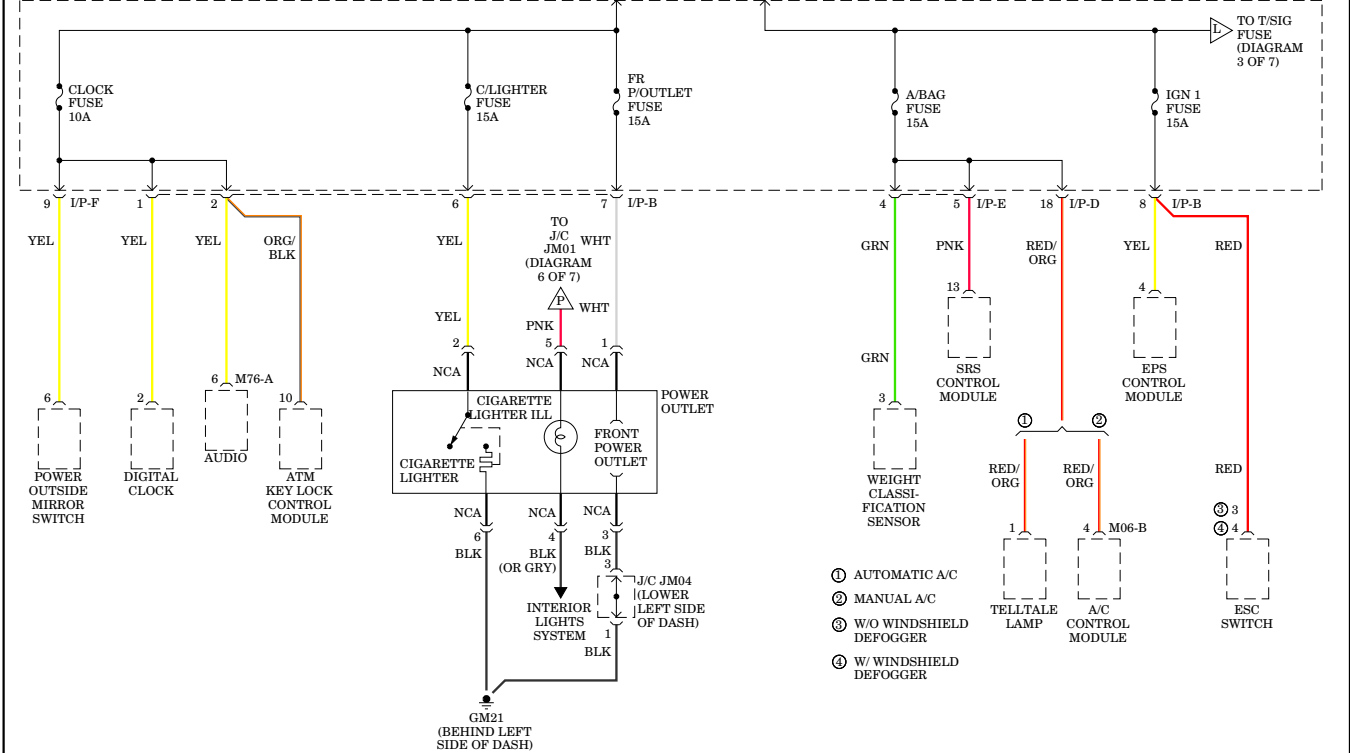 L
TO T/SIG
FUSE
(DIAGRAM
3 OF 7)
CLOCK
FUSE
10A
C/LIGHTER
FUSE
15A
FR
P/OUTLET
FUSE
15A
A/BAG
FUSE
15A
IGN 1
FUSE
15A
9 I/P-F
1
2
6
7 I/P-B
4
5 I/P-E
18 I/P-D
8 I/P-B
YEL
YEL
YEL
ORG/
BLK
YEL
TO
J/C
JM01
(DIAGRAM
6 OF 7)
P
WHT
WHT
GRN
PNK
RED/
ORG
YEL
RED
13
4
YEL
PNK
2
5
1
NCA
NCA
NCA
GRN
SRS
CONTROL
MODULE
EPS
CONTROL
MODULE
6
2
6 M76-A
10
POWER
OUTSIDE
MIRROR
SWITCH
DIGITAL
CLOCK
AUDIO
ATM
KEY LOCK
CONTROL
MODULE
CIGARETTE
LIGHTER ILL
POWER
OUTLET
FRONT
POWER
OUTLET
CIGARETTE
LIGHTER
3
WEIGHT
CLASSI-
FICATION
SENSOR
1
2
RED/
ORG
RED/
ORG
RED
3 3
4 4
1
4 M06-B
NCA
NCA
NCA
6
4
3
BLK
BLK
(OR GRY)
BLK
3
J/C JM04
(LOWER
LEFT SIDE
OF DASH)
INTERIOR
LIGHTS
SYSTEM
1
BLK
TELLTALE
LAMP
A/C
CONTROL
MODULE
ESC
SWITCH
1 AUTOMATIC A/C
2 MANUAL A/C
3 W/O WINDSHIELD
DEFOGGER
4 W/ WINDSHIELD
DEFOGGER
GM21
(BEHIND LEFT
SIDE OF DASH)